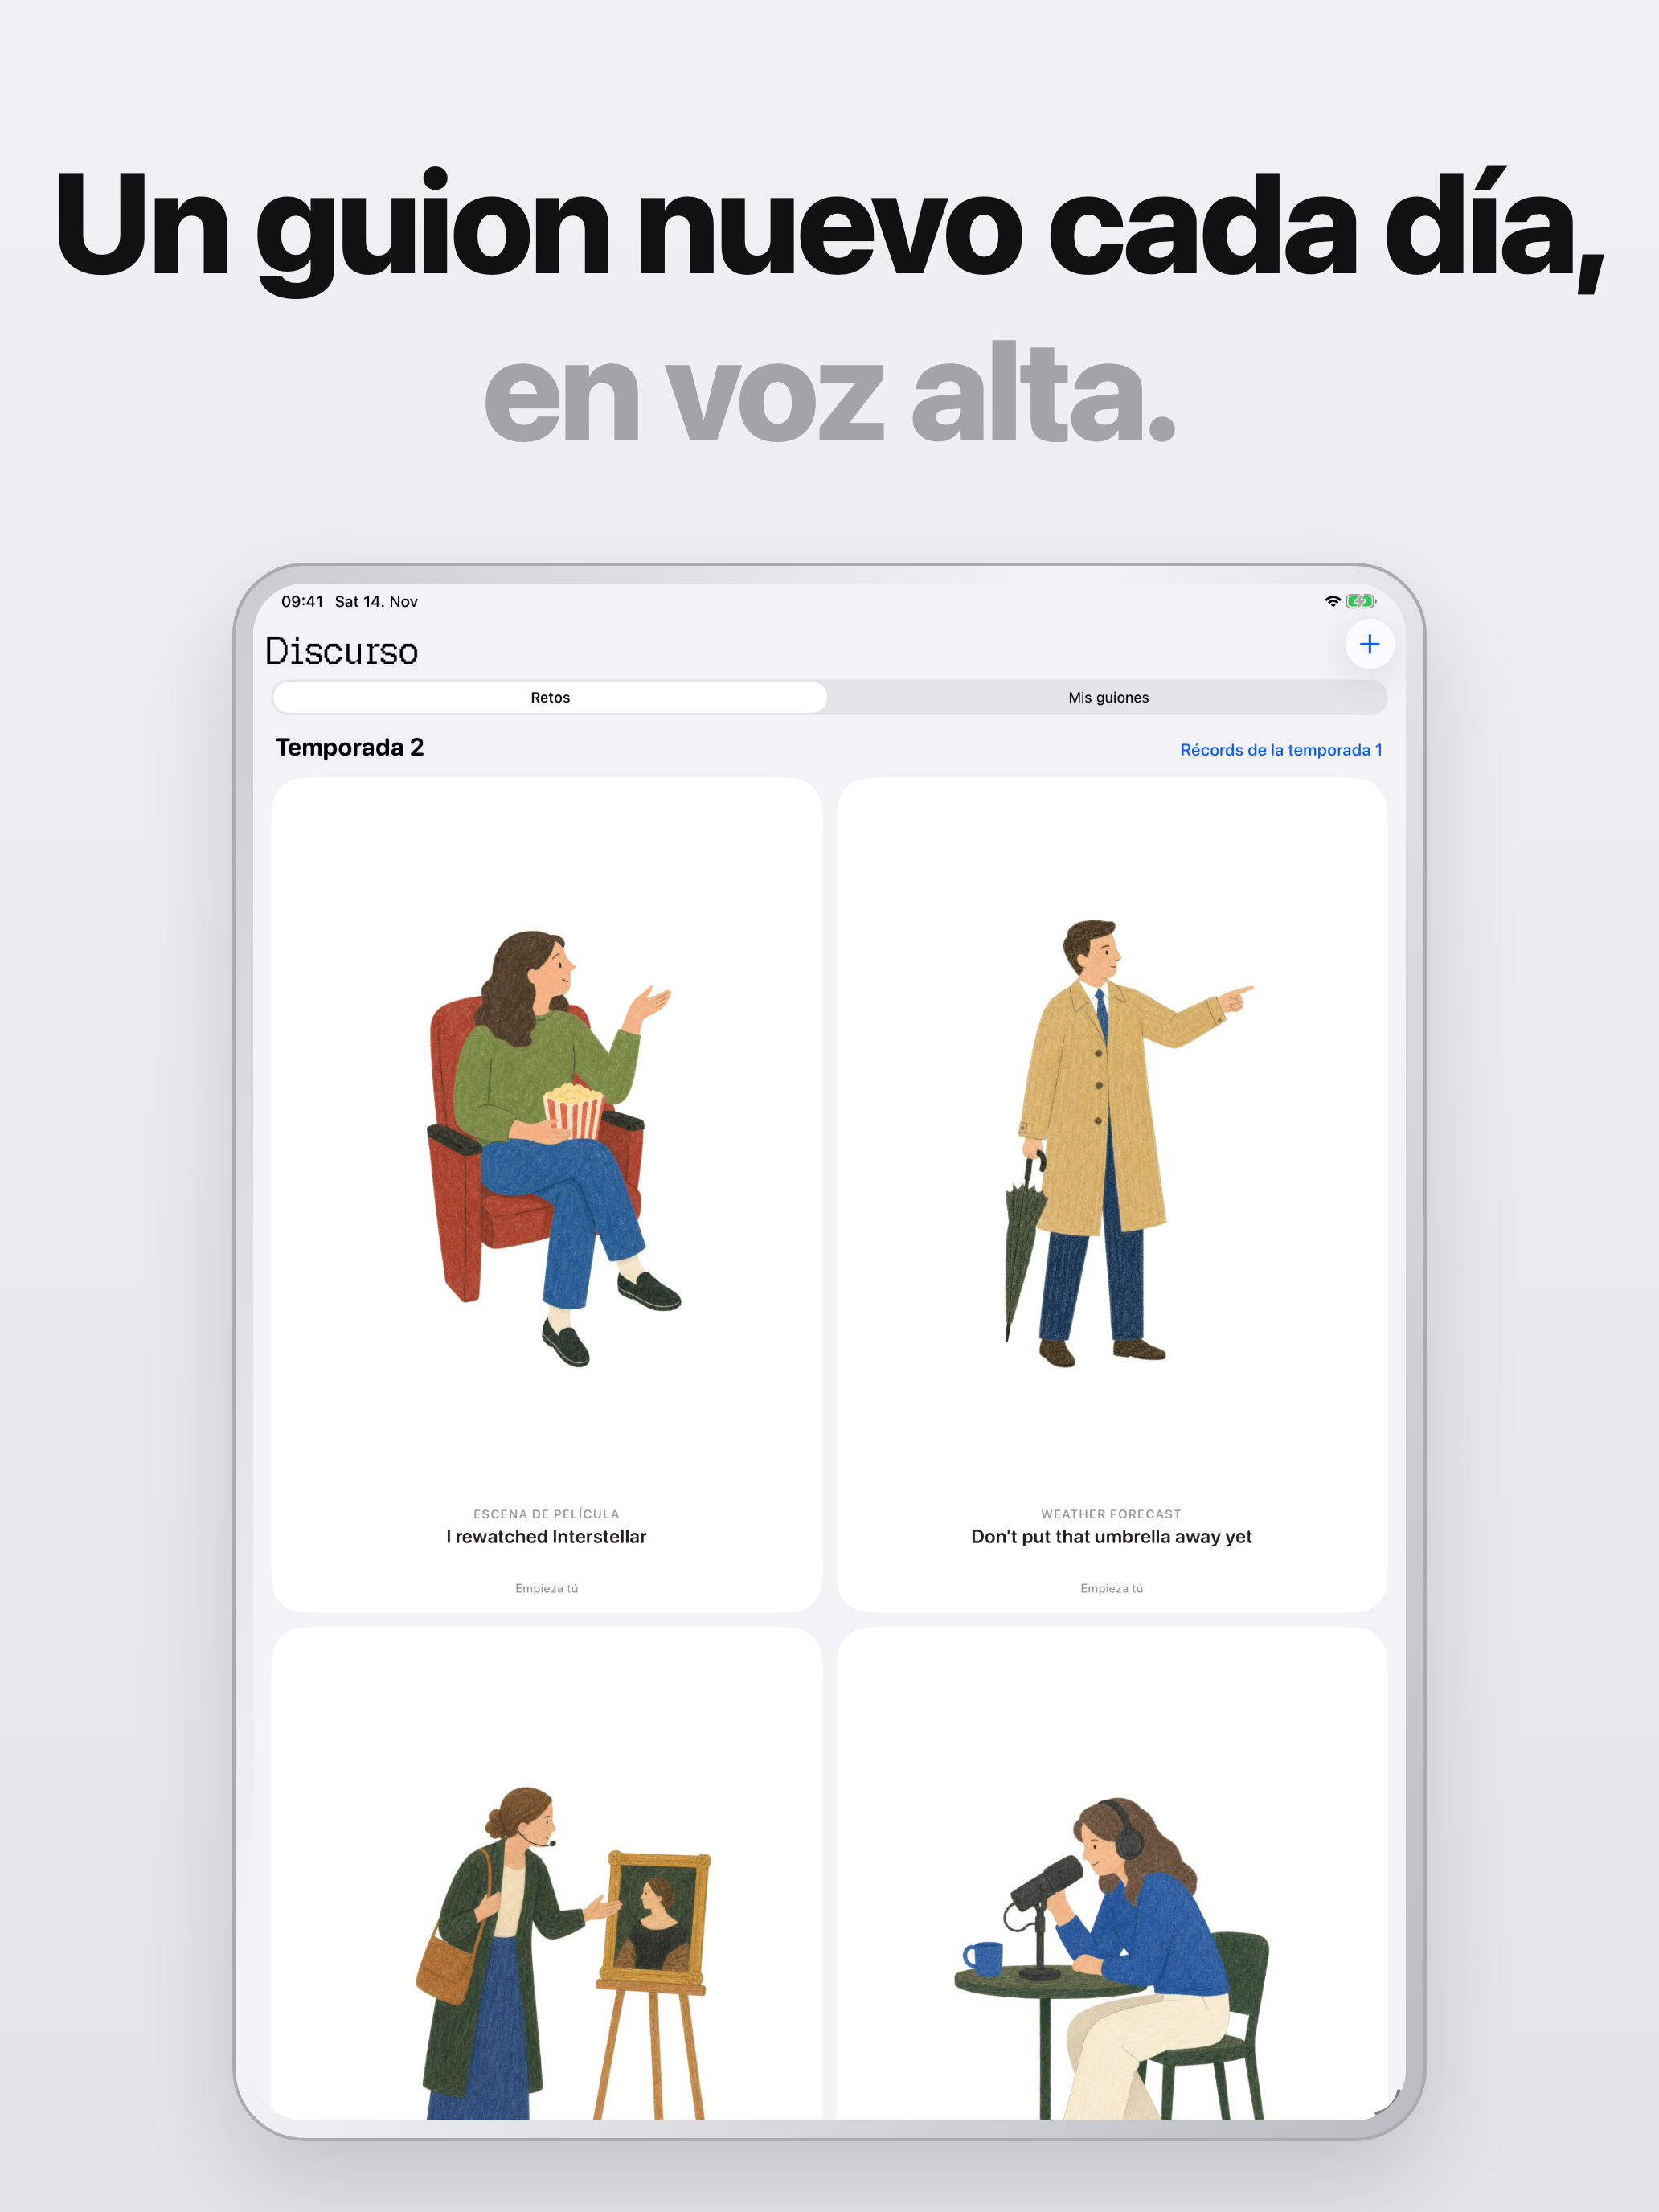 Un guion nuevo cada día,
en voz alta.
09:41 Sat 14. Nov
Discurso
Retos
Mis guiones
Temporada 2
Récords de la temporada 1
ESCENA DE PELÍCULA
I rewatched Interstellar
Empieza tú
WEATHER FORECAST
Don't put that umbrella away yet
Empieza tú